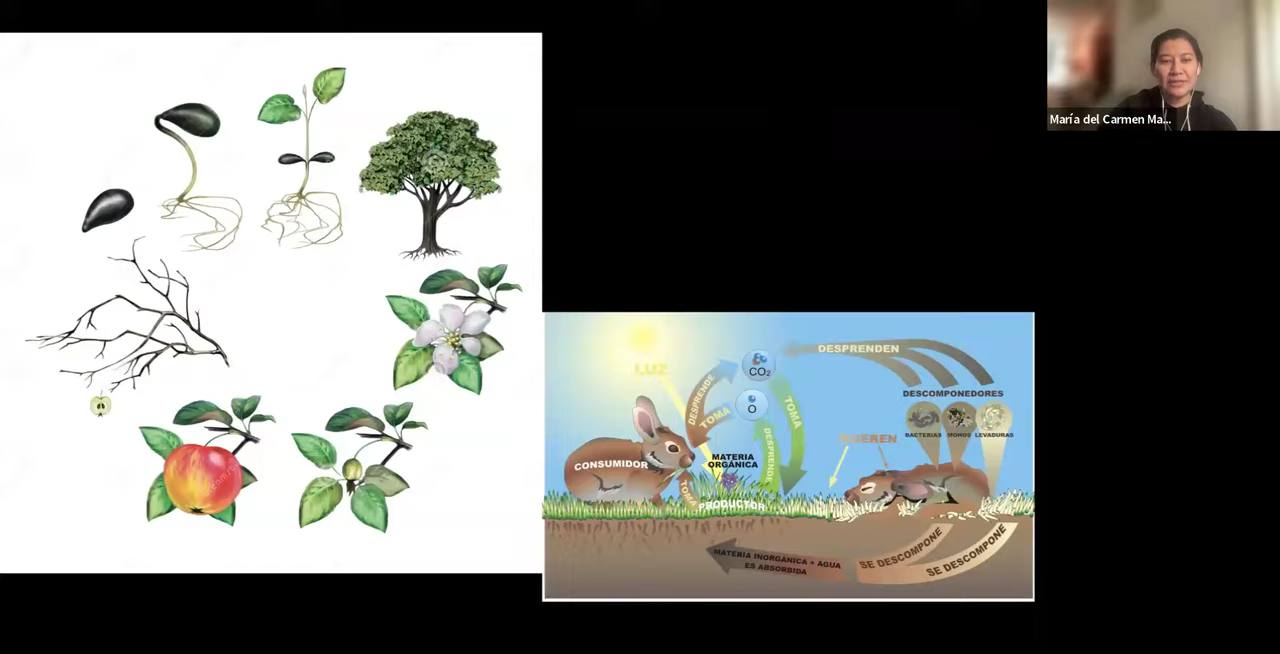 María del Carmen Ma...
LUZ
DESPRENDE
TOMA
CO₂
O
TOMA
DESPRENDE
DESPRENDEN
DESCOMPONEDORES
BACTERIAS
LEVADURAS
MUEREN
CONSUMIDOR
MATERIA
ORGÁNICA
TOMA
PRODUCTOR
MATERIA INORGÁNICA + AGUA
ES ABSORBIDA
SE DESCOMPONE
SE DESCOMPONE